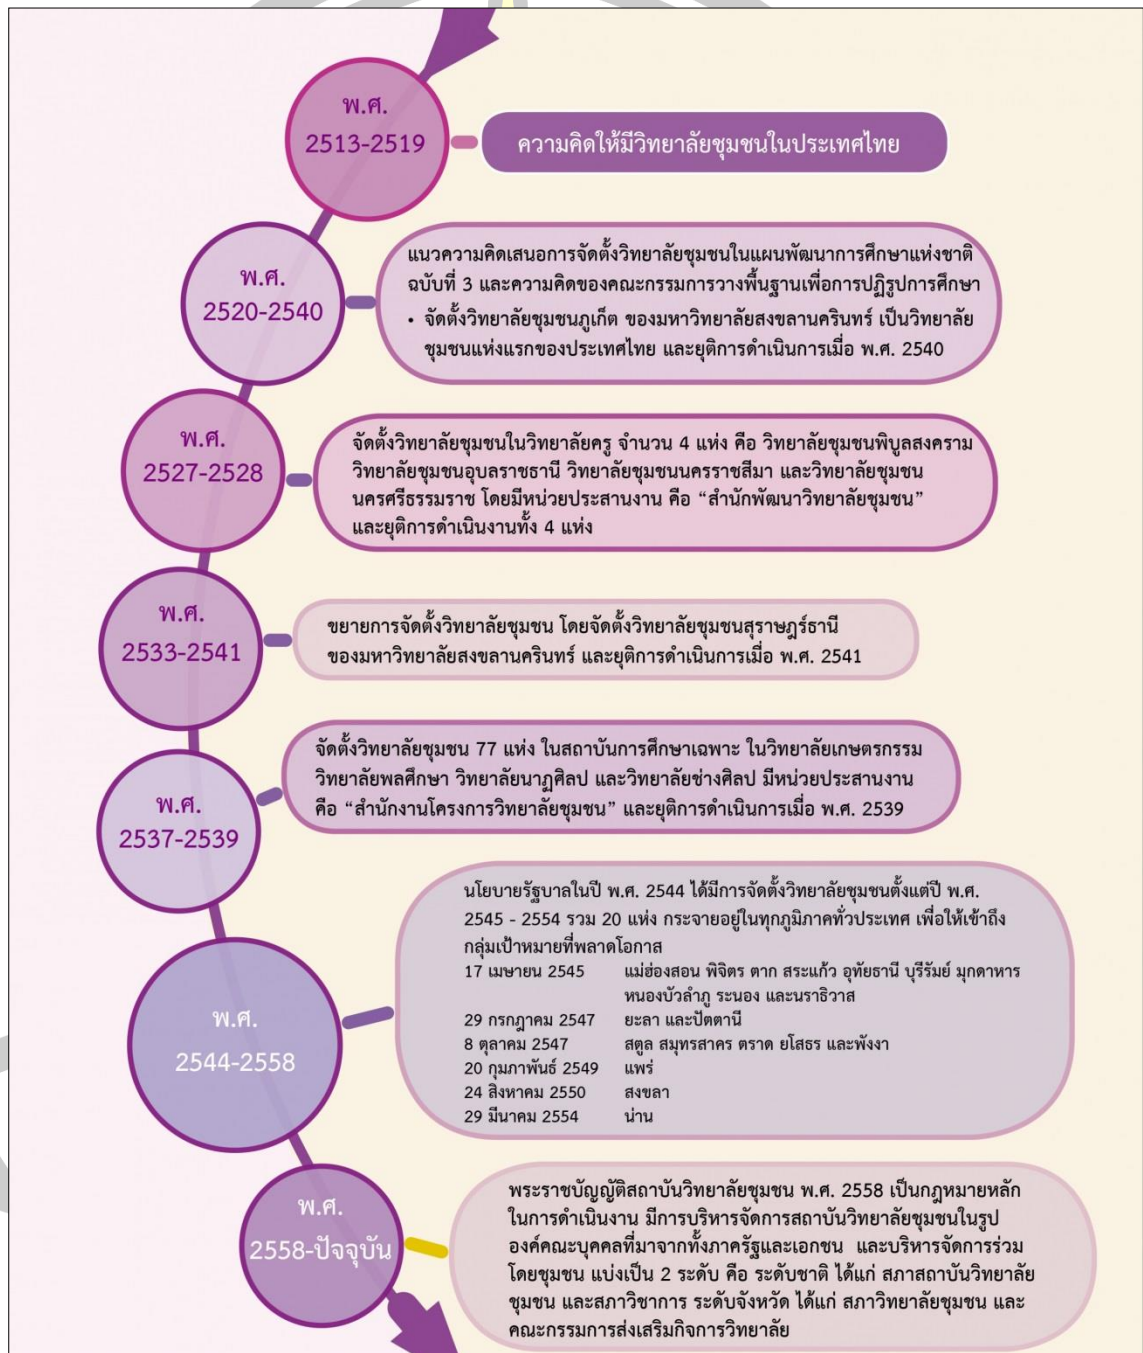 พ.ศ.
2513-2519
ความคิดให้มีวิทยาลัยชุมชนในประเทศไทย
พ.ศ.
2520-2540
แนวความคิดเสนอการจัดตั้งวิทยาลัยชุมชนในแผนพัฒนาการศึกษาแห่งชาติ
ฉบับที่ 3 และความคิดของคณะกรรมการวางพื้นฐานเพื่อการปฏิรูปการศึกษา
• จัดตั้งวิทยาลัยชุมชนภูเก็ต ของมหาวิทยาลัยสงขลานครินทร์ เป็นวิทยาลัย
ชุมชนแห่งแรกของประเทศไทย และยุติการดำเนินการเมื่อ พ.ศ. 2540
พ.ศ.
2527-2528
จัดตั้งวิทยาลัยชุมชนในวิทยาลัยครู จำนวน 4 แห่ง คือ วิทยาลัยชุมชนพิบูลสงคราม
วิทยาลัยชุมชนอุบลราชธานี วิทยาลัยชุมชนนครราชสีมา และวิทยาลัยชุมชน
นครศรีธรรมราช โดยมีหน่วยประสานงาน คือ “สำนักพัฒนาวิทยาลัยชุมชน”
และยุติการดำเนินงานทั้ง 4 แห่ง
พ.ศ.
2533-2541
ขยายการจัดตั้งวิทยาลัยชุมชน โดยจัดตั้งวิทยาลัยชุมชนสุราษฎร์ธานี
ของมหาวิทยาลัยสงขลานครินทร์ และยุติการดำเนินการเมื่อ พ.ศ. 2541
พ.ศ.
2537-2539
จัดตั้งวิทยาลัยชุมชน 77 แห่ง ในสถาบันการศึกษาเฉพาะ ในวิทยาลัยเกษตรกรรม
วิทยาลัยพลศึกษา วิทยาลัยนาฏศิลป และวิทยาลัยช่างศิลป มีหน่วยประสานงาน
คือ “สำนักงานโครงการวิทยาลัยชุมชน” และยุติการดำเนินการเมื่อ พ.ศ. 2539
พ.ศ.
2544-2558
นโยบายรัฐบาลในปี พ.ศ. 2544 ได้มีการจัดตั้งวิทยาลัยชุมชนตั้งแต่ปี พ.ศ.
2545 - 2554 รวม 20 แห่ง กระจายอยู่ในทุกภูมิภาคทั่วประเทศ เพื่อให้เข้าถึง
กลุ่มเป้าหมายที่พลาดโอกาส
17 เมษายน 2545 แม่ฮ่องสอน พิจิตร ตาก สระแก้ว อุทัยธานี บุรีรัมย์ มุกดาหาร
หนองบัวลำภู ระนอง และนราธิวาส
29 กรกฎาคม 2547 ยะลา และปัตตานี
8 ตุลาคม 2547 สตูล สมุทรสาคร ตราด ยโสธร และพังงา
20 กุมภาพันธ์ 2549 แพร่
24 สิงหาคม 2550 สงขลา
29 มีนาคม 2554 น่าน
พ.ศ.
2558-ปัจจุบัน
พระราชบัญญัติสถาบันวิทยาลัยชุมชน พ.ศ. 2558 เป็นกฎหมายหลัก
ในการดำเนินงาน มีการบริหารจัดการสถาบันวิทยาลัยชุมชนในรูป
องค์คณะบุคคลที่มาจากทั้งภาครัฐและเอกชน และบริหารจัดการร่วม
โดยชุมชน แบ่งเป็น 2 ระดับ คือ ระดับชาติ ได้แก่ สภาสถาบันวิทยาลัย
ชุมชน และสภาวิชาการ ระดับจังหวัด ได้แก่ สภาวิทยาลัยชุมชน และ
คณะกรรมการส่งเสริมกิจการวิทยาลัย